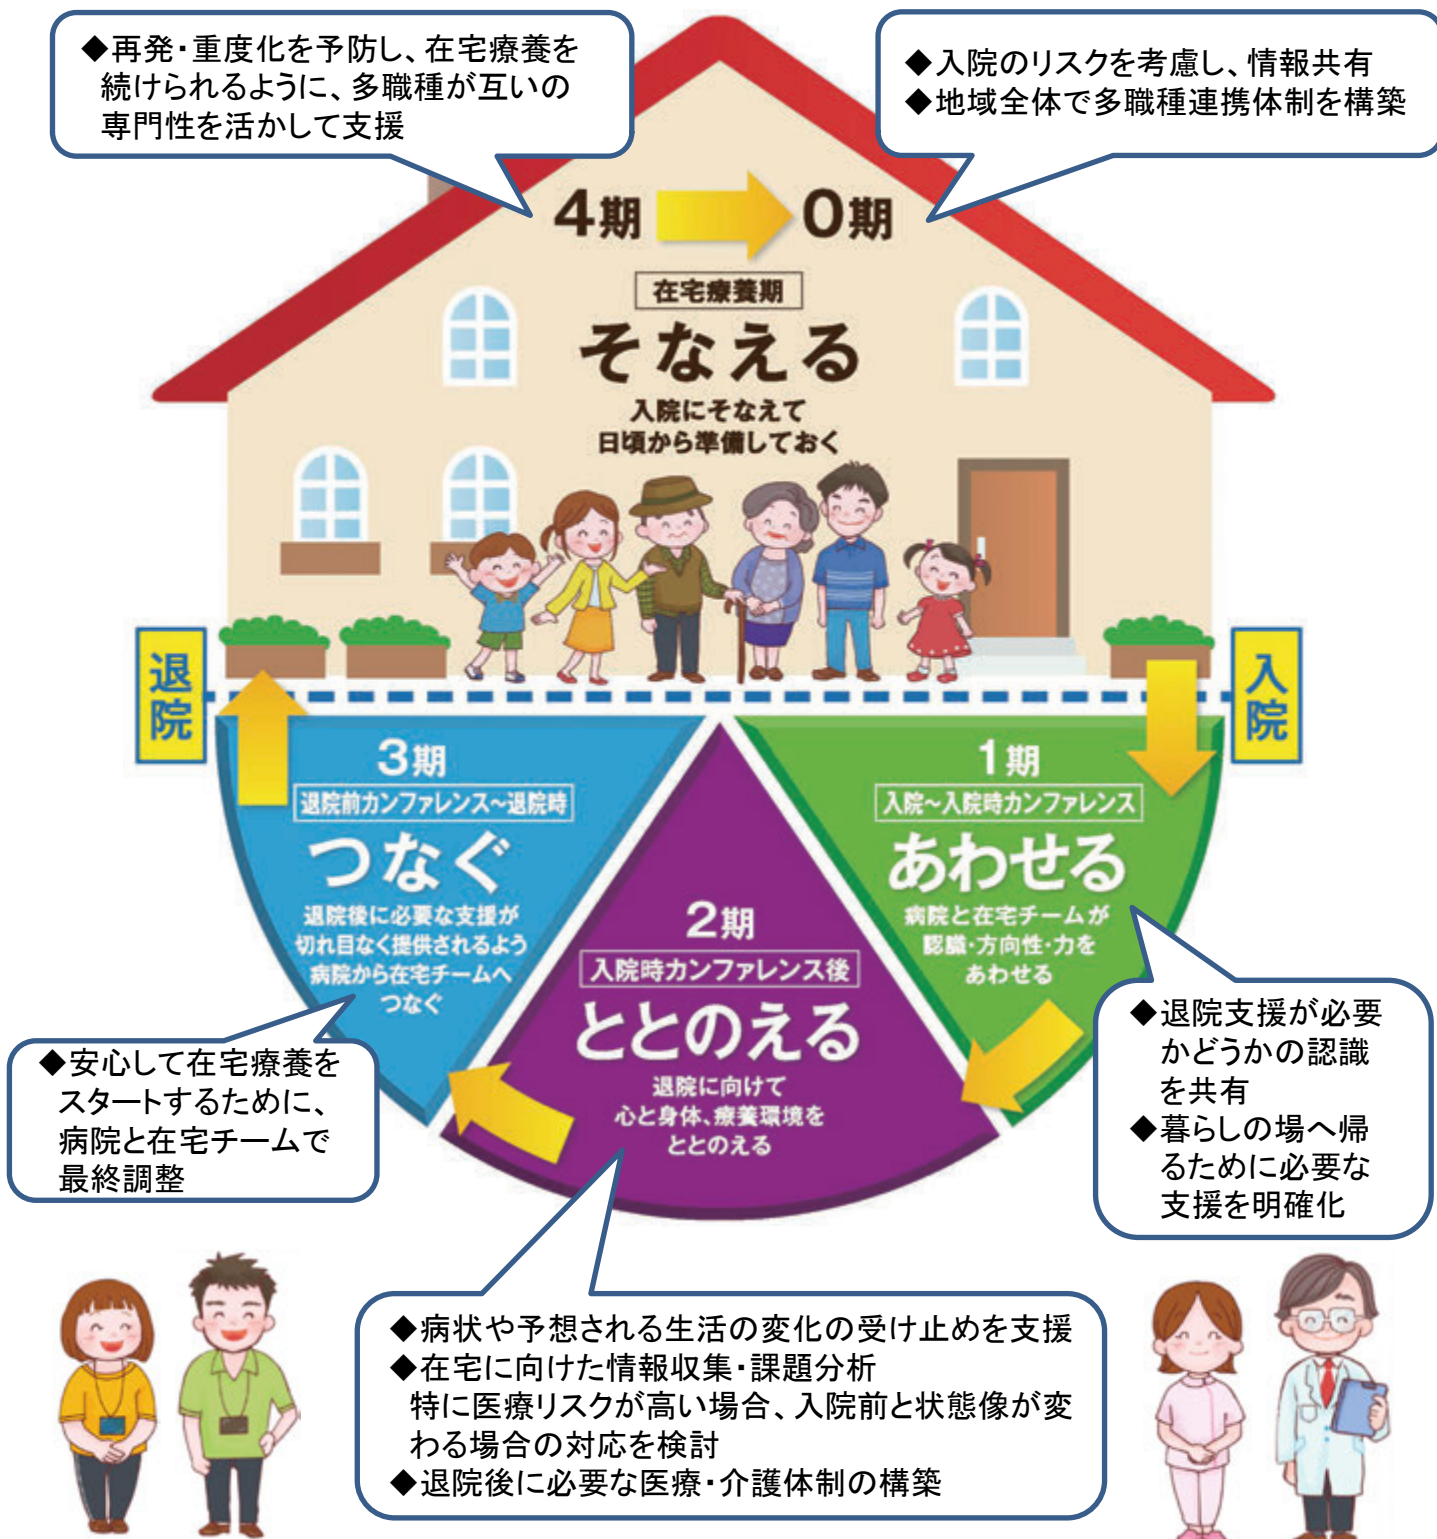 ◆再発・重度化を予防し、在宅療養を
続けられるように、多職種が互いの
専門性を活かして支援
◆入院のリスクを考慮し、情報共有
◆地域全体で多職種連携体制を構築
4期
0期
在宅療養期
そなえる
入院にそなえて
日頃から準備しておく
退院
入院
3期
退院前カンファレンス～退院時
つなぐ
退院後に必要な支援が
切れ目なく提供されるよう
病院から在宅チームへ
つなぐ
1期
入院～入院時カンファレンス
あわせる
病院と在宅チームが
認識・方向性・力を
あわせる
2期
入院時カンファレンス後
ととのえる
退院に向けて
心と身体、療養環境を
ととのえる
◆安心して在宅療養を
スタートするために、
病院と在宅チームで
最終調整
◆退院支援が必要
かどうかの認識
を共有
◆暮らしの場へ帰
るために必要な
支援を明確化
◆病状や予想される生活の変化の受け止めを支援
◆在宅に向けた情報収集・課題分析
特に医療リスクが高い場合、入院前と状態像が変
わる場合の対応を検討
◆退院後に必要な医療・介護体制の構築